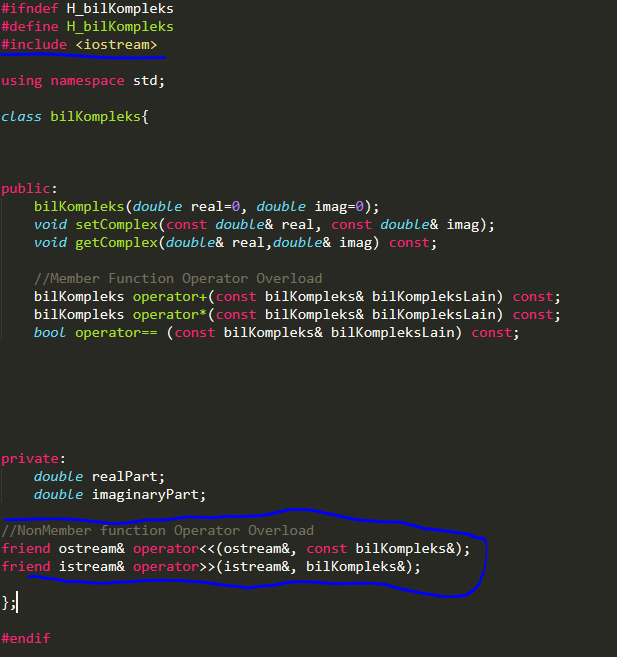 #ifndef H_bilKompleks
#define H_bilKompleks
#include <iostream>
using namespace std;
class bilKompleks{
public:
bilKompleks(double real=0, double imag=0);
void setComplex(const double& real, const double& imag);
void getComplex(double& real,double& imag) const;
//Member Function Operator Overload
bilKompleks operator+(const bilKompleks& bilKompleksLain) const;
bilKompleks operator*(const bilKompleks& bilKompleksLain) const;
bool operator== (const bilKompleks& bilKompleksLain) const;
private:
double realPart;
double imaginaryPart;
//NonMember function Operator Overload
friend ostream& operator<<(ostream&, const bilKompleks&);
friend istream& operator>>(istream&, bilKompleks&);
};
#endif